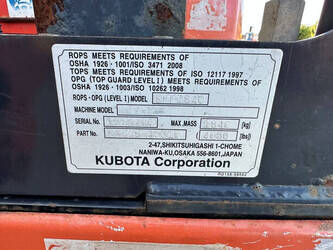 ROPS MEETS REQUIREMENTS OF
OSHA 1926 · 1001/ISO 3471 2008
TOPS MEETS REQUIREMENTS OF ISO 12117 1997
OPG (TOP GUARD LEVEL I) MEETS REQUIREMENTS OF
OSHA 1926 · 1003/ISO 10262 1998
ROPS · OPG (LEVEL I) MODEL
MACHINE MODEL
SERIAL No. MAX.MASS [kg]
PART No. [lbs]
2-47,SHIKITSUHIGASHI 1-CHOME
NANIWA-KU,OSAKA 556-8601,JAPAN
KUBOTA Corporation